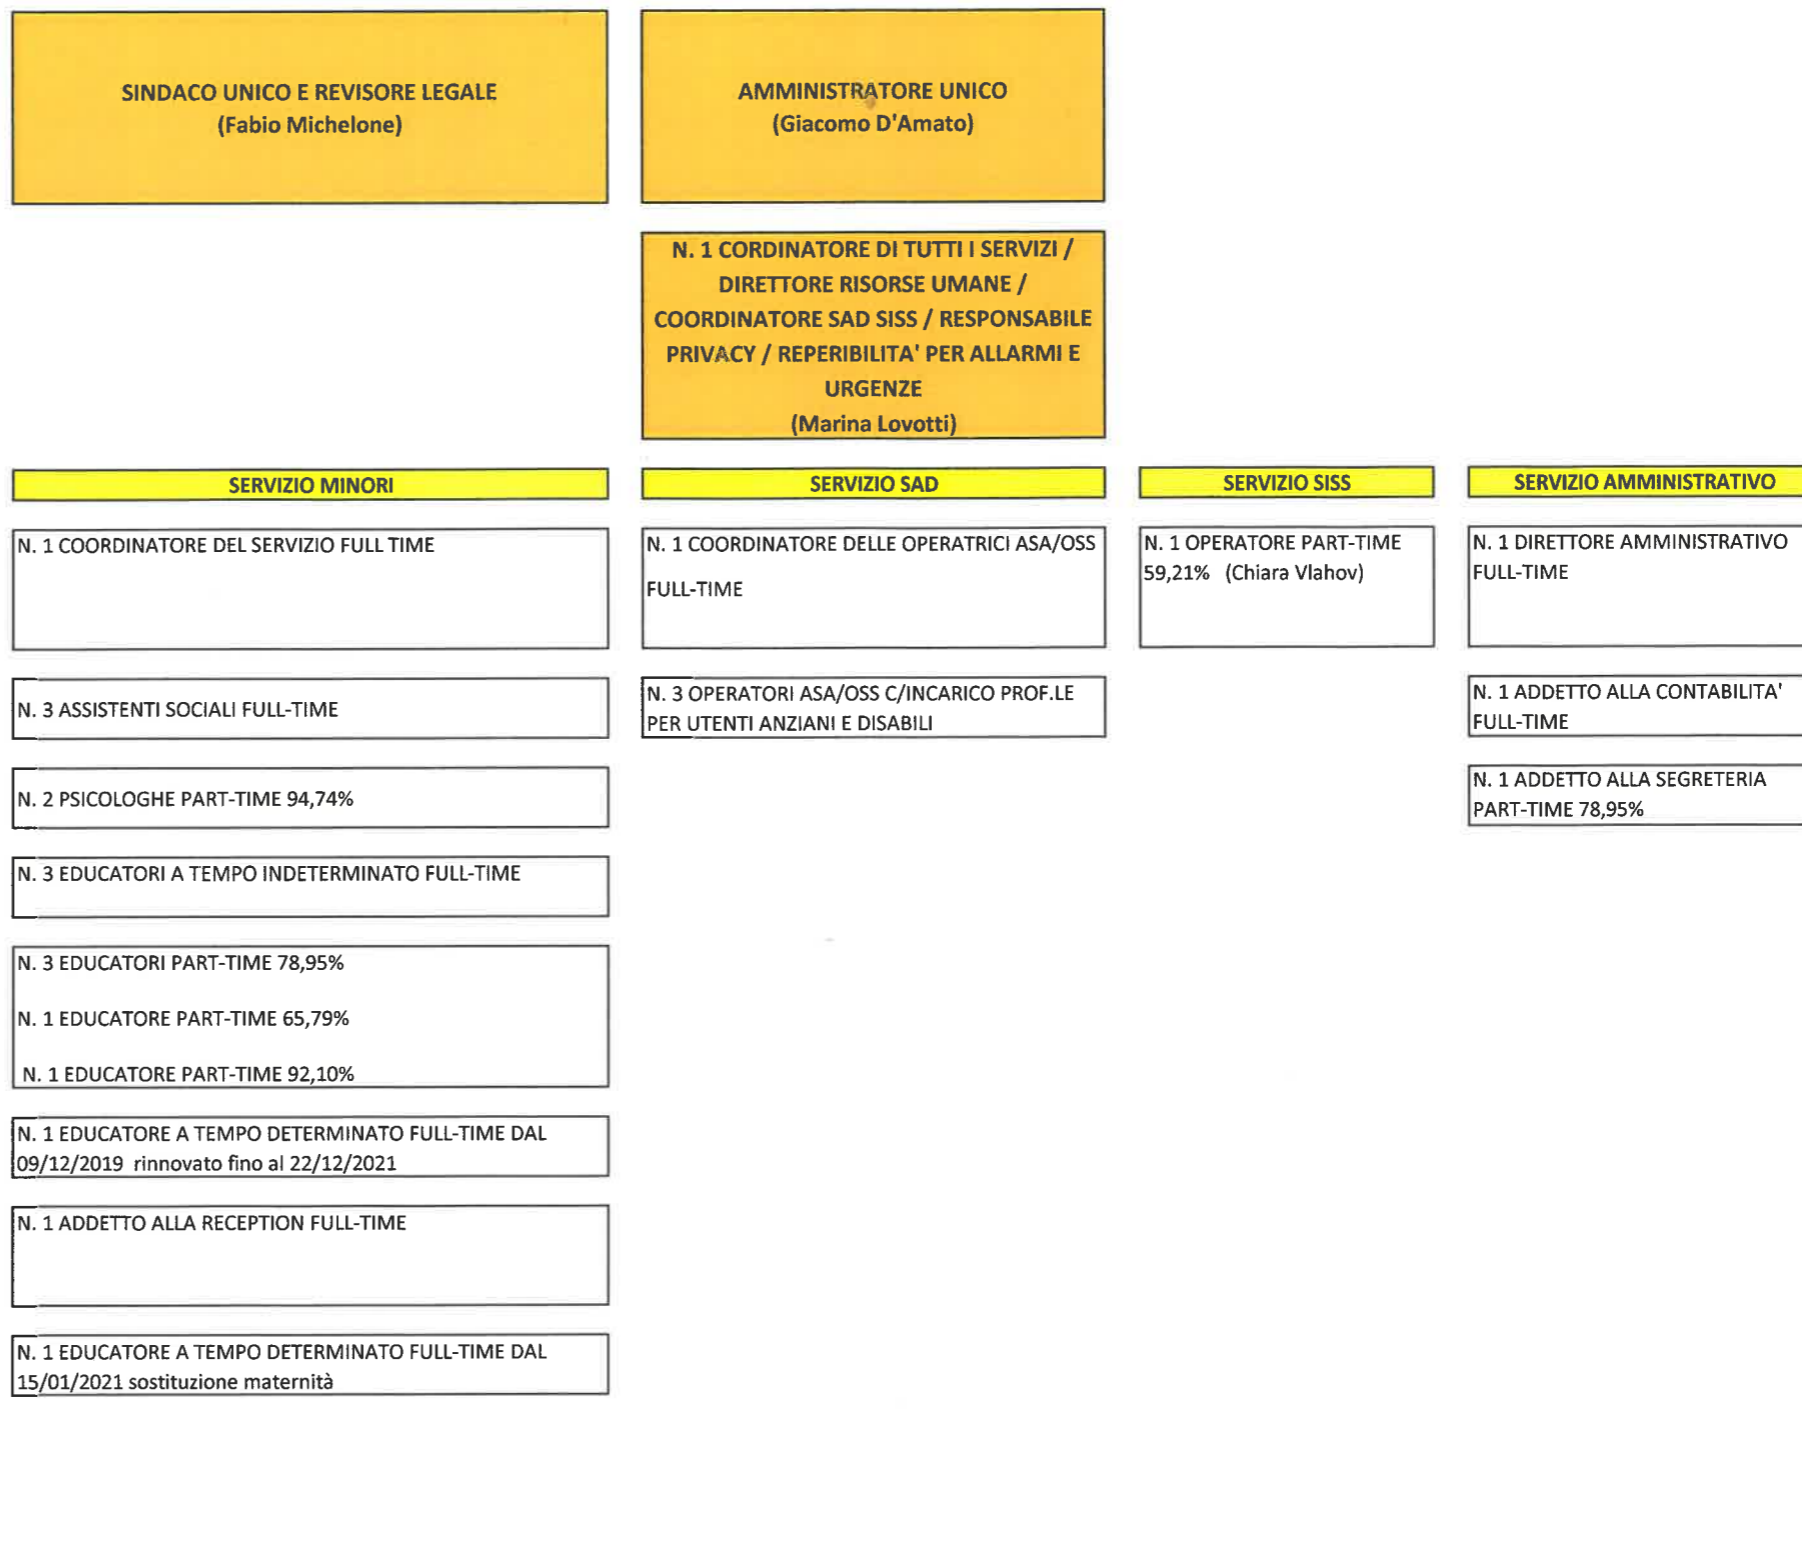 SINDACO UNICO E REVISORE LEGALE
(Fabio Michelone)
AMMINISTRATORE UNICO
(Giacomo D'Amato)
N. 1 CORDINATORE DI TUTTI I SERVIZI /
DIRETTORE RISORSE UMANE /
COORDINATORE SAD SISS / RESPONSABILE
PRIVACY / REPERIBILITA' PER ALLARMI E
URGENZE
(Marina Lovotti)
SERVIZIO MINORI
N. 1 COORDINATORE DEL SERVIZIO FULL TIME
N. 3 ASSISTENTI SOCIALI FULL-TIME
N. 2 PSICOLOGHE PART-TIME 94,74%
N. 3 EDUCATORI A TEMPO INDETERMINATO FULL-TIME
N. 3 EDUCATORI PART-TIME 78,95%
N. 1 EDUCATORE PART-TIME 65,79%
N. 1 EDUCATORE PART-TIME 92,10%
N. 1 EDUCATORE A TEMPO DETERMINATO FULL-TIME DAL
09/12/2019 rinnovato fino al 22/12/2021
N. 1 ADDETTO ALLA RECEPTION FULL-TIME
N. 1 EDUCATORE A TEMPO DETERMINATO FULL-TIME DAL
15/01/2021 sostituzione maternità
SERVIZIO SAD
N. 1 COORDINATORE DELLE OPERATRICI ASA/OSS
FULL-TIME
N. 3 OPERATORI ASA/OSS C/INCARICO PROF.LE
PER UTENTI ANZIANI E DISABILI
SERVIZIO SISS
N. 1 OPERATORE PART-TIME
59,21% (Chiara Vlahov)
SERVIZIO AMMINISTRATIVO
N. 1 DIRETTORE AMMINISTRATIVO
FULL-TIME
N. 1 ADDETTO ALLA CONTABILITA'
FULL-TIME
N. 1 ADDETTO ALLA SEGRETERIA
PART-TIME 78,95%